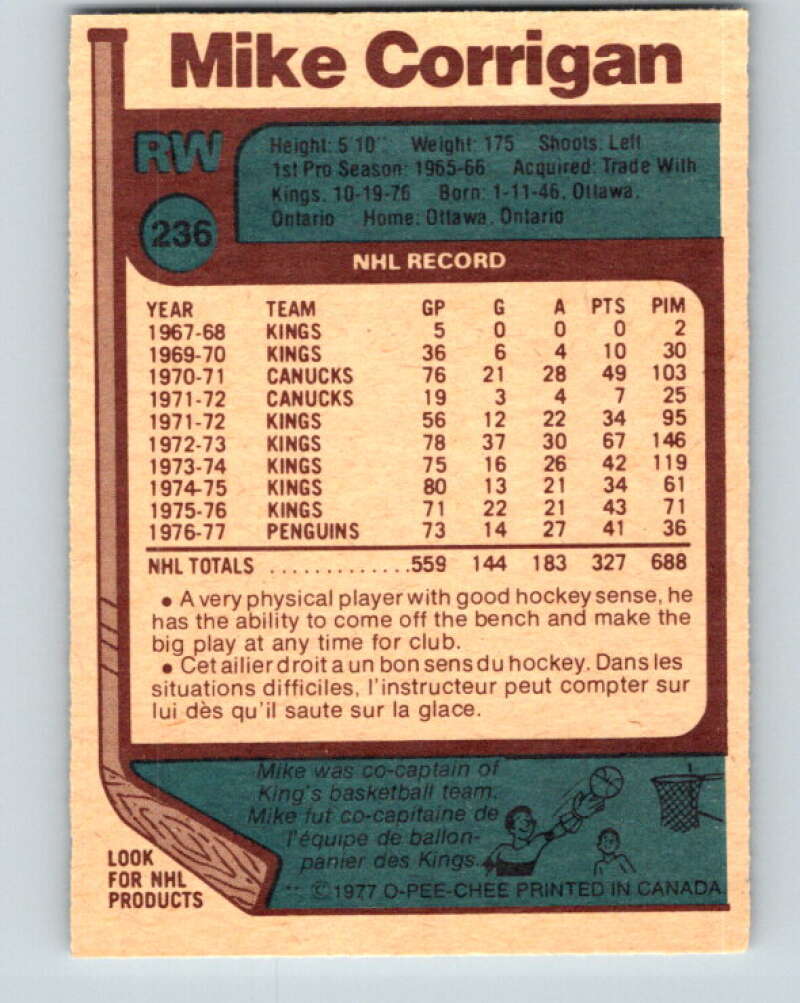 Mike Corrigan
RW
236
Height: 5'10" Weight: 175 Shoots: Left
1st Pro Season: 1965-66 Acquired: Trade With
Kings, 10-19-76 Born: 1-11-46, Ottawa,
Ontario Home: Ottawa, Ontario
NHL RECORD
YEAR TEAM GP G A PTS PIM
1967-68 KINGS 5 0 0 0 2
1969-70 KINGS 36 6 4 10 30
1970-71 CANUCKS 76 21 28 49 103
1971-72 CANUCKS 19 3 4 7 25
1971-72 KINGS 56 12 22 34 95
1972-73 KINGS 78 37 30 67 146
1973-74 KINGS 75 16 26 42 119
1974-75 KINGS 80 13 21 34 61
1975-76 KINGS 71 22 21 43 71
1976-77 PENGUINS 73 14 27 41 36
NHL TOTALS .............559 144 183 327 688
• A very physical player with good hockey sense, he
has the ability to come off the bench and make the
big play at any time for club.
• Cet ailier droit a un bon sens du hockey. Dans les
situations difficiles, l'instructeur peut compter sur
lui dès qu'il saute sur la glace.
Mike was co-captain of
King's basketball team.
Mike fut co-capitaine de
l'équipe de ballon-
panier des Kings.
LOOK
FOR NHL
PRODUCTS
** ©1977 O-PEE-CHEE PRINTED IN CANADA